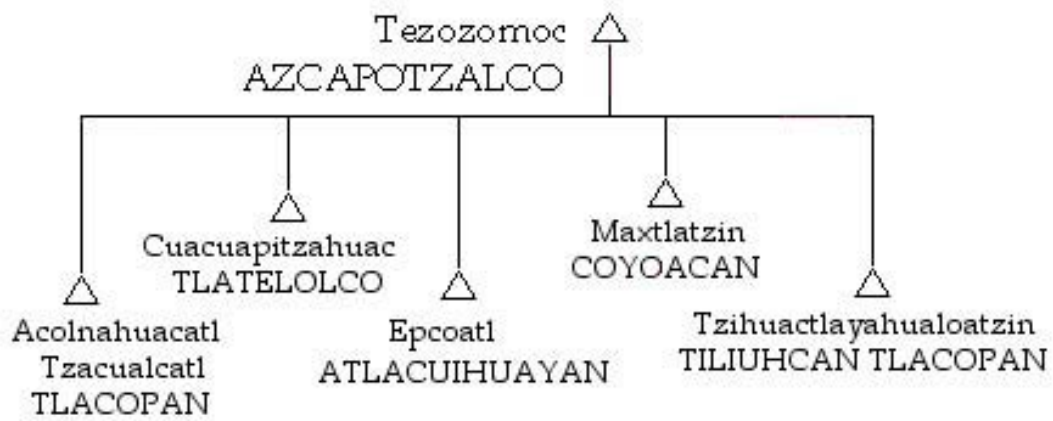 Tezozomoc
AZCAPOTZALCO
Cuacuapitzahuac
TLATELOLCO
Maxtlatzin
COYOACAN
Acolnahuacatl
Tzacualcatl
TLACOPAN
Epcoatl
ATLACUIHUAYAN
Tzihuactlayahualoatzin
TILIUHCAN TLACOPAN